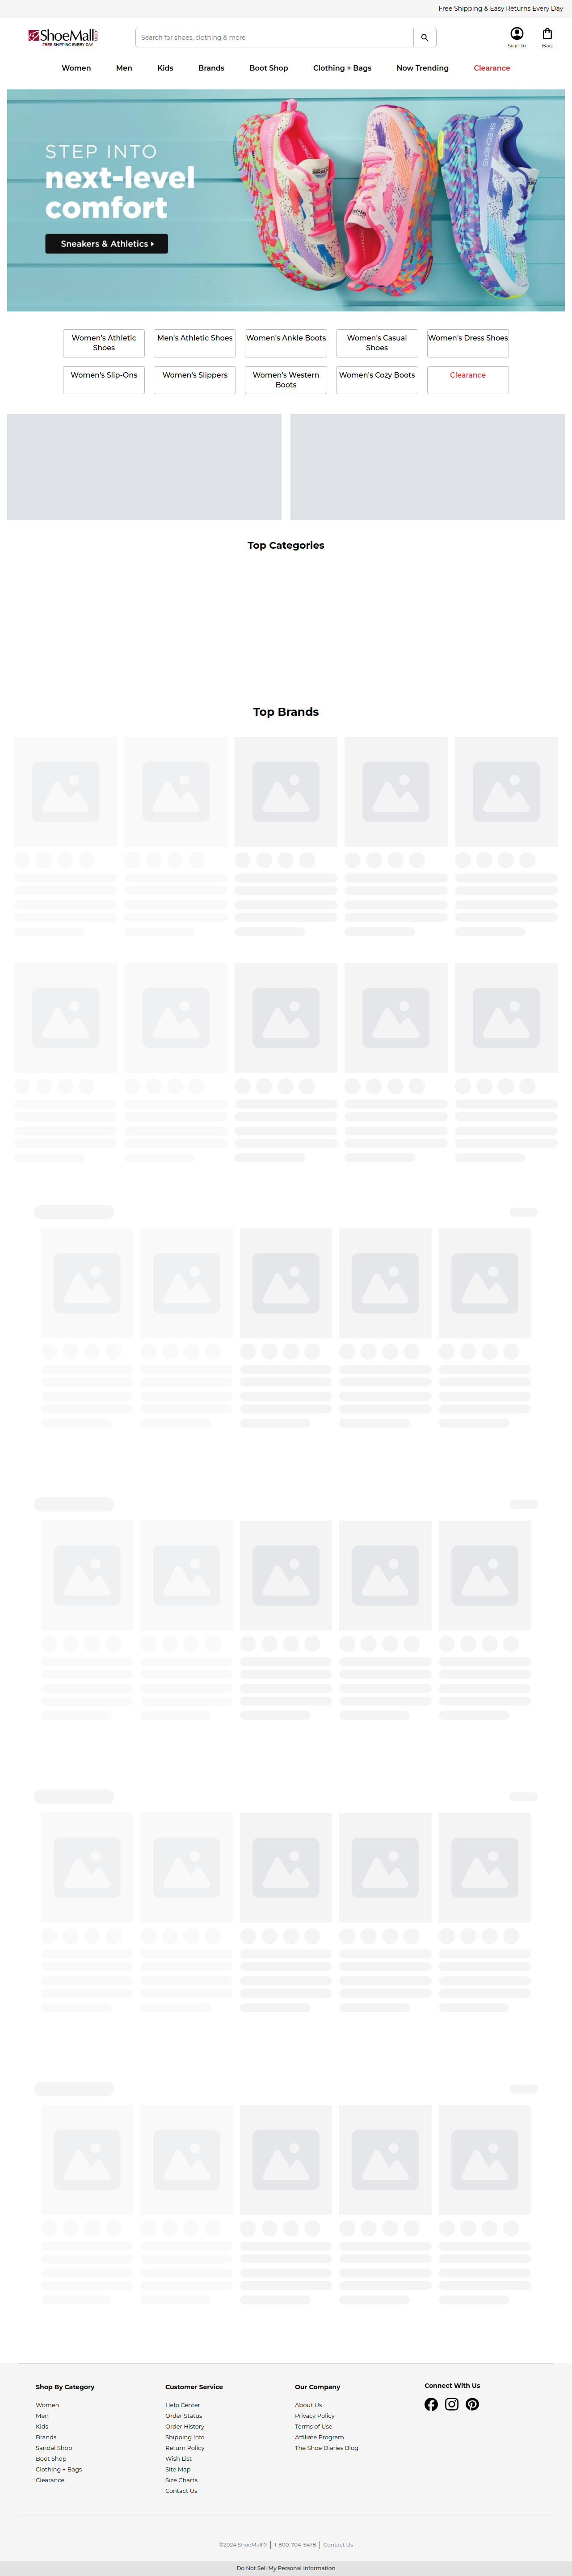 Free Shipping & Easy Returns Every Day
ShoeMall
FREE SHIPPING EVERY DAY
Search for shoes, clothing & more
Sign In
Bag
Women
Men
Kids
Brands
Boot Shop
Clothing + Bags
Now Trending
Clearance
STEP INTO
next-level
comfort
Sneakers & Athletics
SKECHERS
Women's Athletic
Shoes
Men's Athletic Shoes
Women's Ankle Boots
Women's Casual
Shoes
Women's Dress Shoes
Women's Slip-Ons
Women's Slippers
Women's Western
Boots
Women's Cozy Boots
Clearance
Top Categories
Top Brands
Shop By Category
Women
Men
Kids
Brands
Sandal Shop
Boot Shop
Clothing + Bags
Clearance
Customer Service
Help Center
Order Status
Order History
Shipping Info
Return Policy
Wish List
Site Map
Size Charts
Contact Us
Our Company
About Us
Privacy Policy
Terms of Use
Affiliate Program
The Shoe Diaries Blog
Connect With Us
©2024 ShoeMall®
1-800-704-5478
Contact Us
Do Not Sell My Personal Information